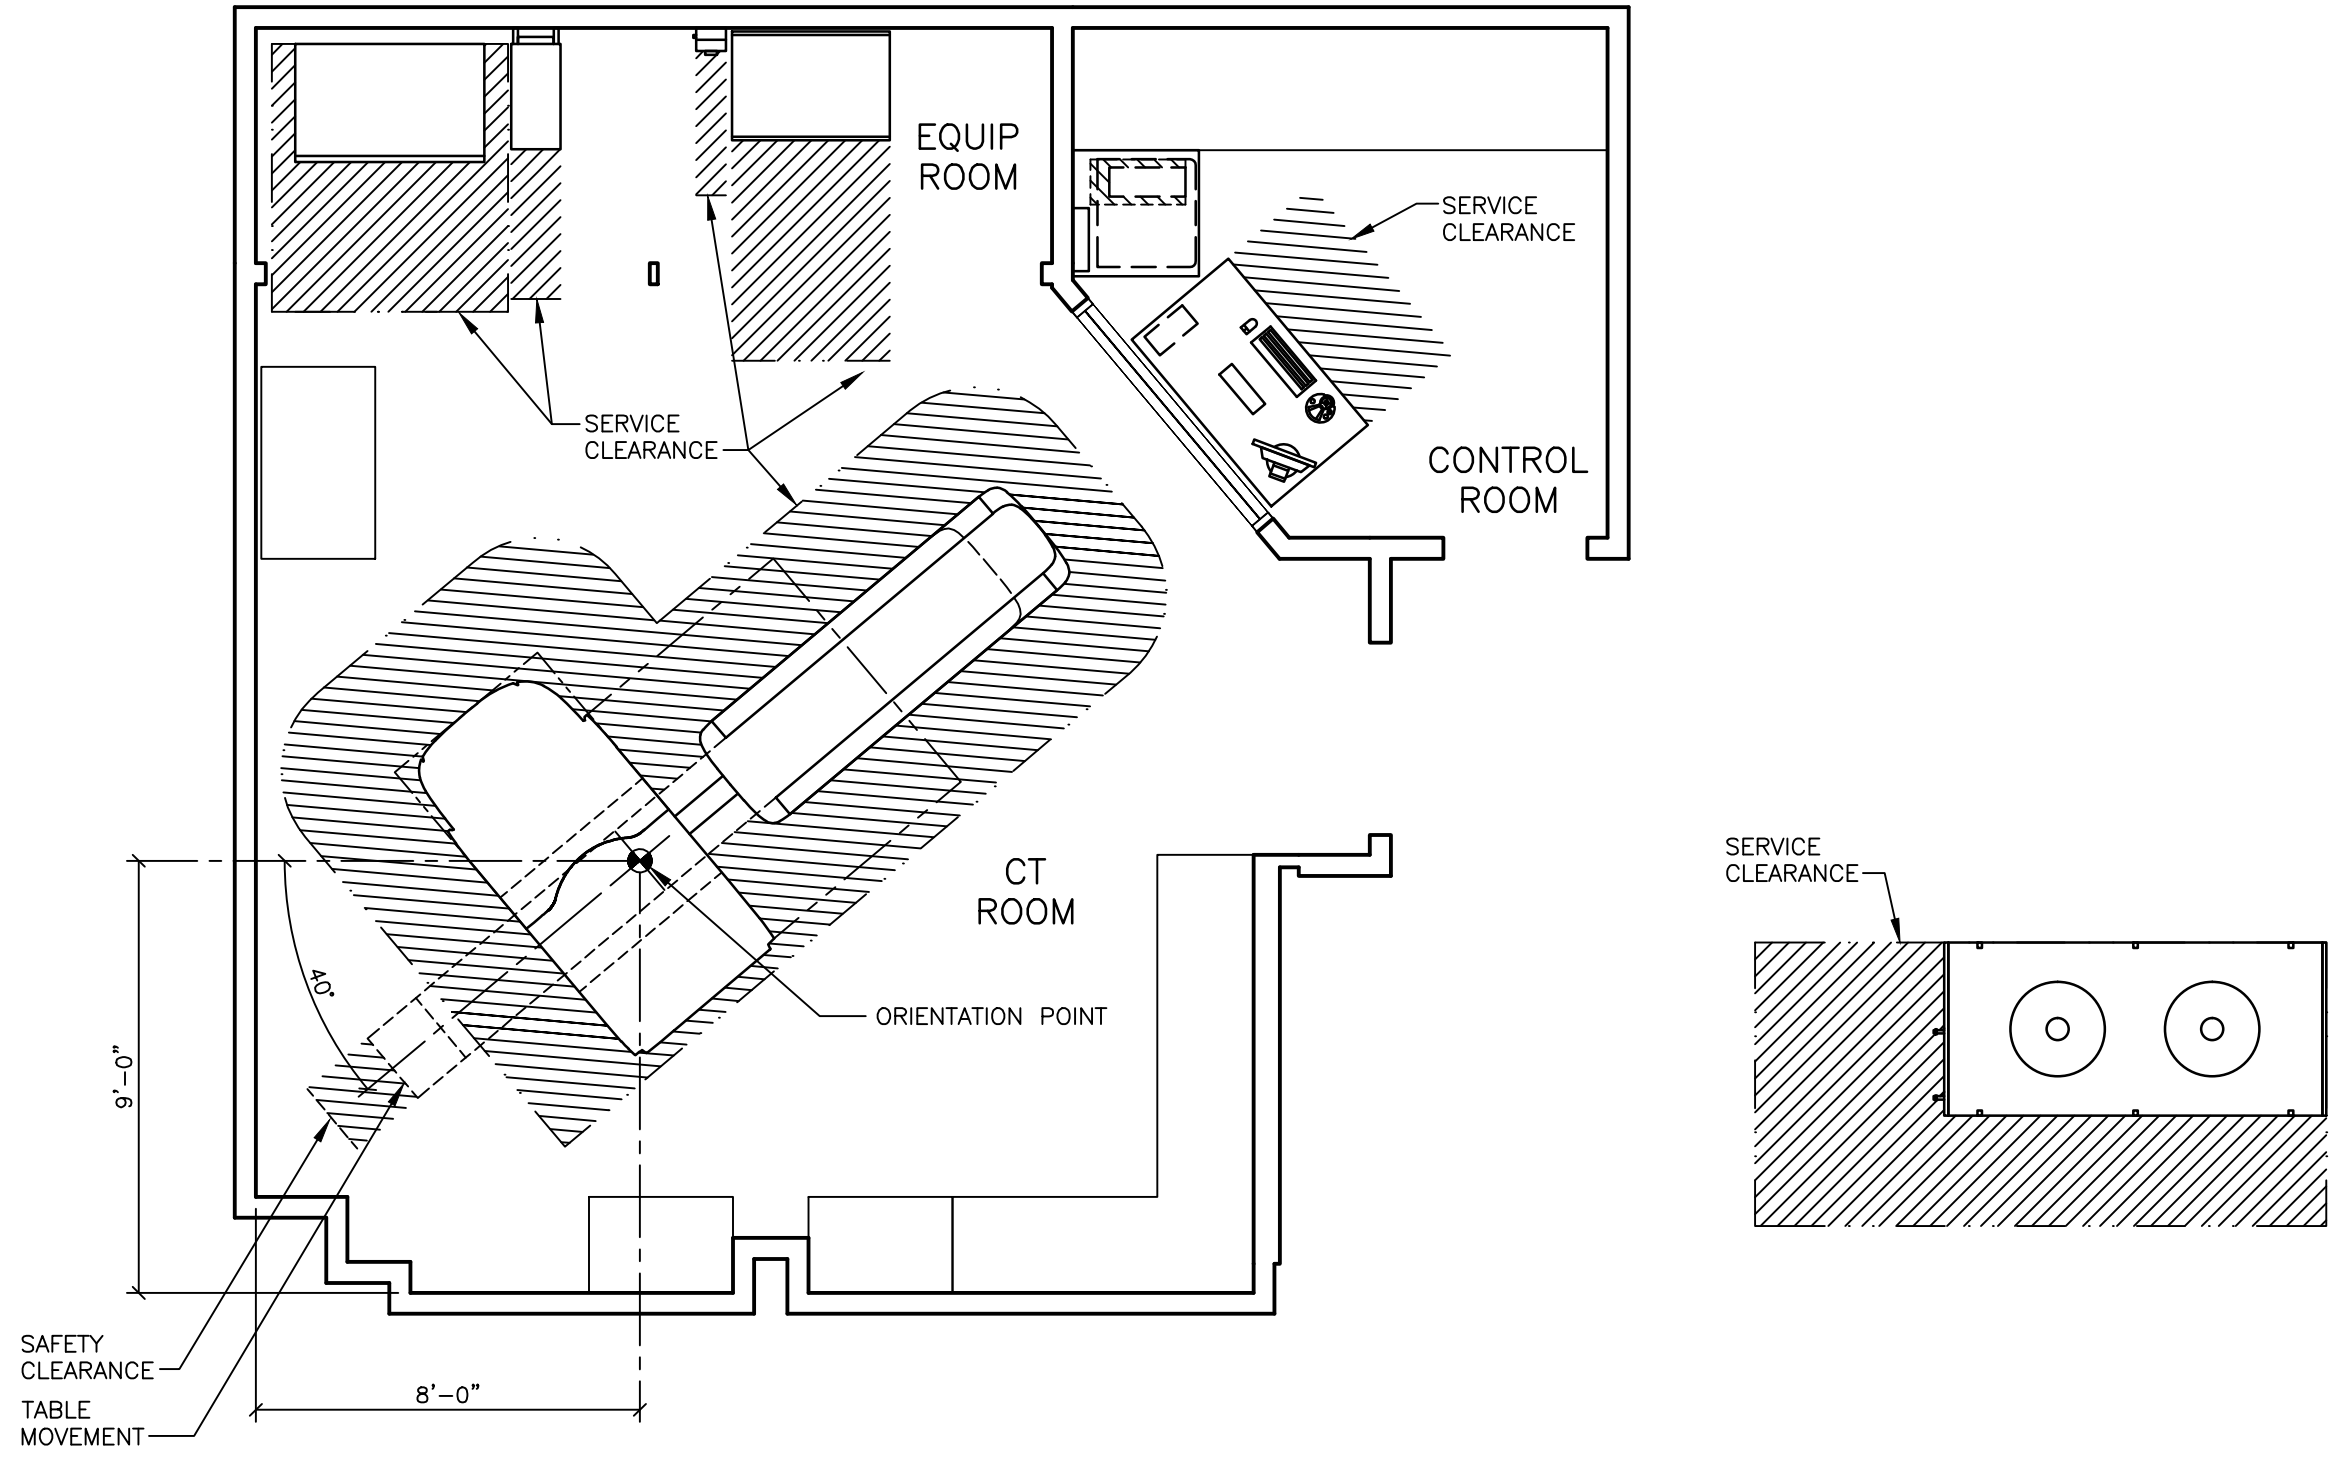 EQUIP
ROOM
SERVICE
CLEARANCE
SERVICE
CLEARANCE
CONTROL
ROOM
CT
ROOM
SERVICE
CLEARANCE
40°
ORIENTATION POINT
9'-0"
SAFETY
CLEARANCE
8'-0"
TABLE
MOVEMENT